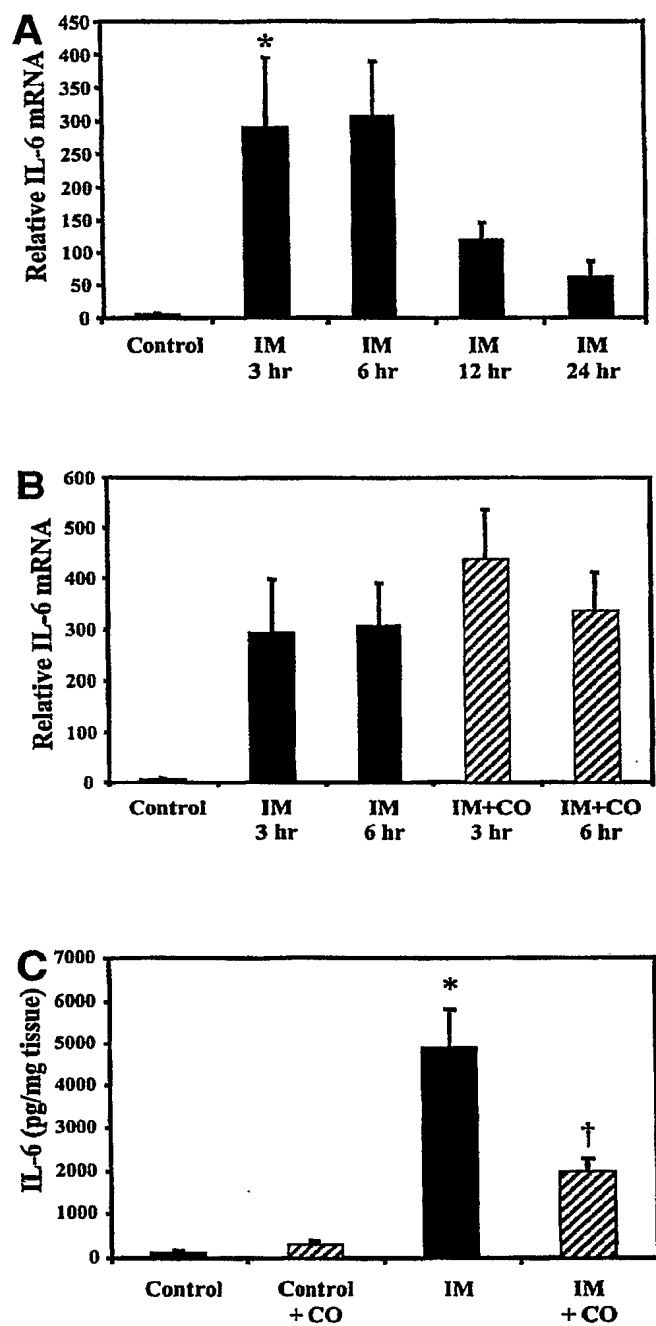 A
Relative IL-6 mRNA
450
400
350
300
250
200
150
100
50
0
*
Control
IM
3 hr
IM
6 hr
IM
12 hr
IM
24 hr
B
Relative IL-6 mRNA
600
500
400
300
200
100
0
Control
IM
3 hr
IM
6 hr
IM+CO
3 hr
IM+CO
6 hr
C
IL-6 (pg/mg tissue)
7000
6000
5000
4000
3000
2000
1000
0
*
†
Control
Control
+ CO
IM
IM
+ CO